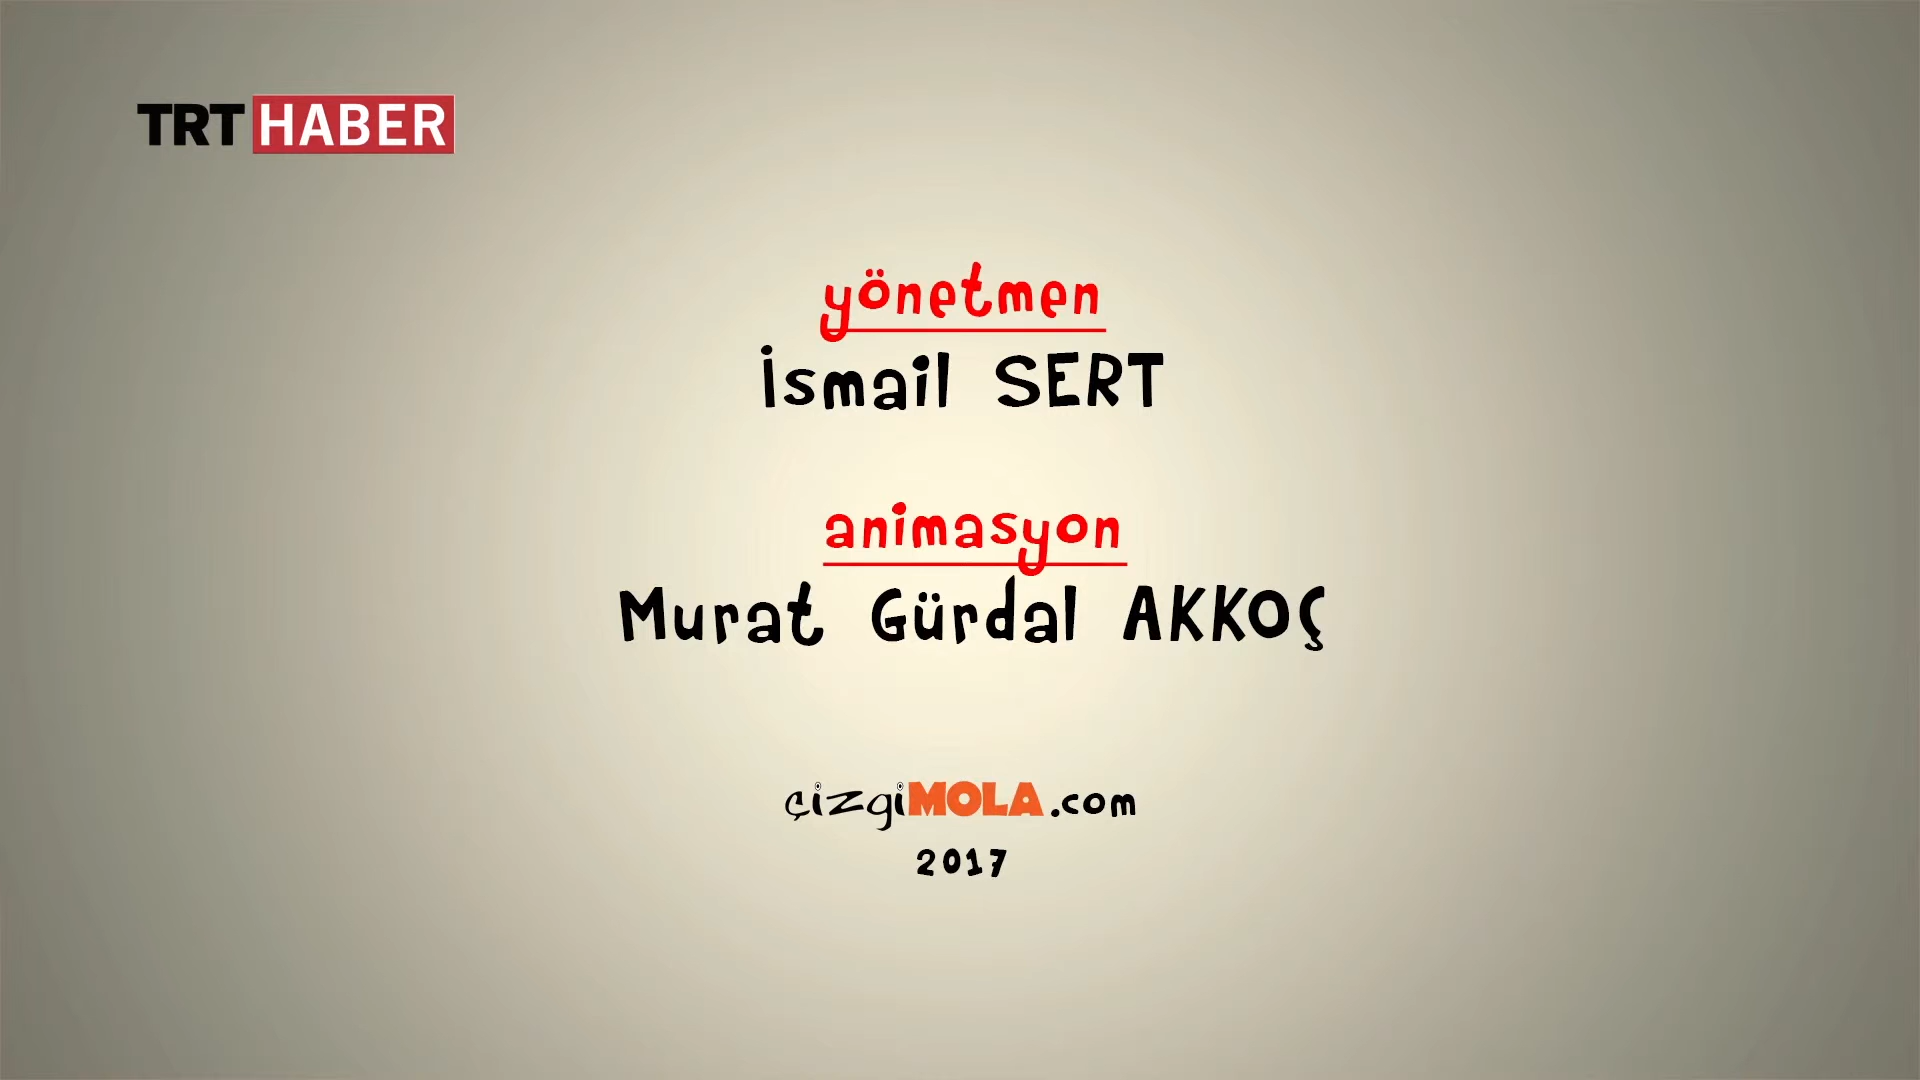 TRT HABER
yönetmen
İsmail SERT
animasyon
Murat Gürdal AKKOÇ
çizgiMOLA.com
2017